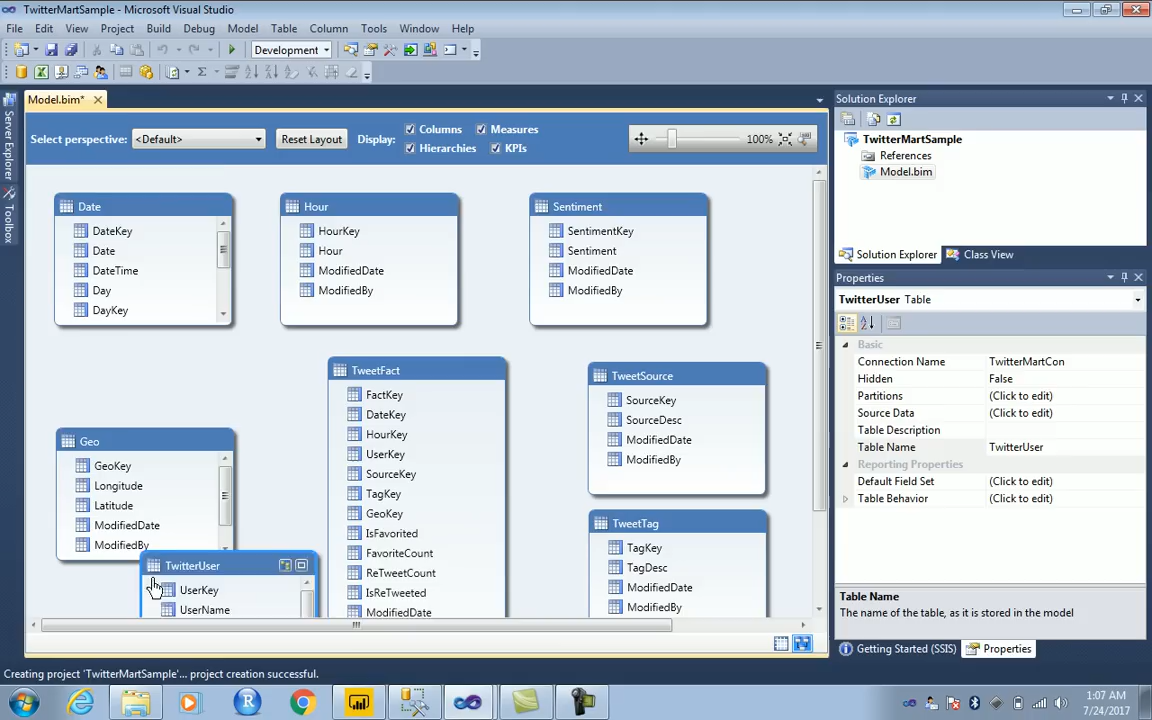 TwitterMartSample - Microsoft Visual Studio
File Edit View Project Build Debug Model Table Column Tools Window Help
Development
Model.bim*
Select perspective: <Default> Reset Layout Display: Columns Measures
Hierarchies KPIs
100%
Server Explorer
Toolbox
Date
DateKey
Date
DateTime
Day
DayKey
Hour
HourKey
Hour
ModifiedDate
ModifiedBy
Sentiment
SentimentKey
Sentiment
ModifiedDate
ModifiedBy
Geo
GeoKey
Longitude
Latitude
ModifiedDate
ModifiedBy
TwitterUser
UserKey
UserName
TweetFact
FactKey
DateKey
HourKey
UserKey
SourceKey
TagKey
GeoKey
IsFavorited
FavoriteCount
ReTweetCount
IsReTweeted
ModifiedDate
TweetSource
SourceKey
SourceDesc
ModifiedDate
ModifiedBy
TweetTag
TagKey
TagDesc
ModifiedDate
ModifiedBy
Solution Explorer
TwitterMartSample
References
Model.bim
Solution Explorer Class View
Properties
TwitterUser Table
Basic
Connection Name TwitterMartCon
Hidden False
Partitions (Click to edit)
Source Data (Click to edit)
Table Description
Table Name TwitterUser
Reporting Properties
Default Field Set (Click to edit)
Table Behavior (Click to edit)
Table Name
The name of the table, as it is stored in the model
Getting Started (SSIS) Properties
Creating project 'TwitterMartSample'... project creation successful.
1:07 AM
7/24/2017